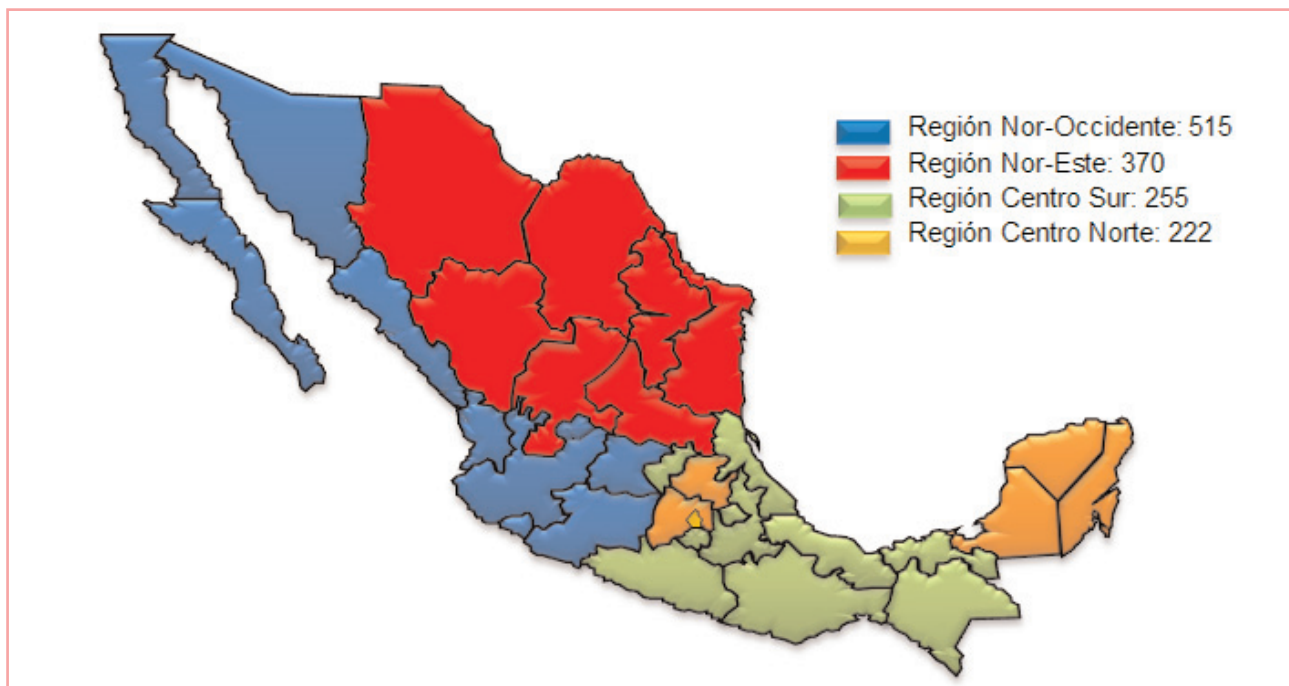 Región Nor-Occidente: 515
Región Nor-Este: 370
Región Centro Sur: 255
Región Centro Norte: 222